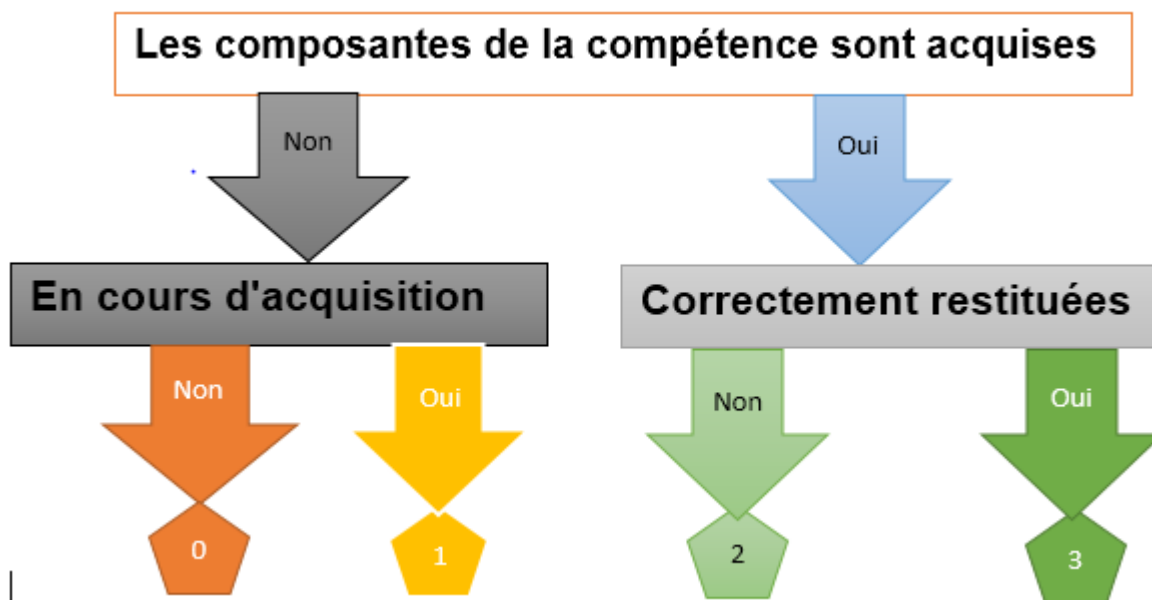 Les composantes de la compétence sont acquises
Non
Oui
En cours d'acquisition
Correctement restituées
Non
Oui
Non
Oui
0
1
2
3